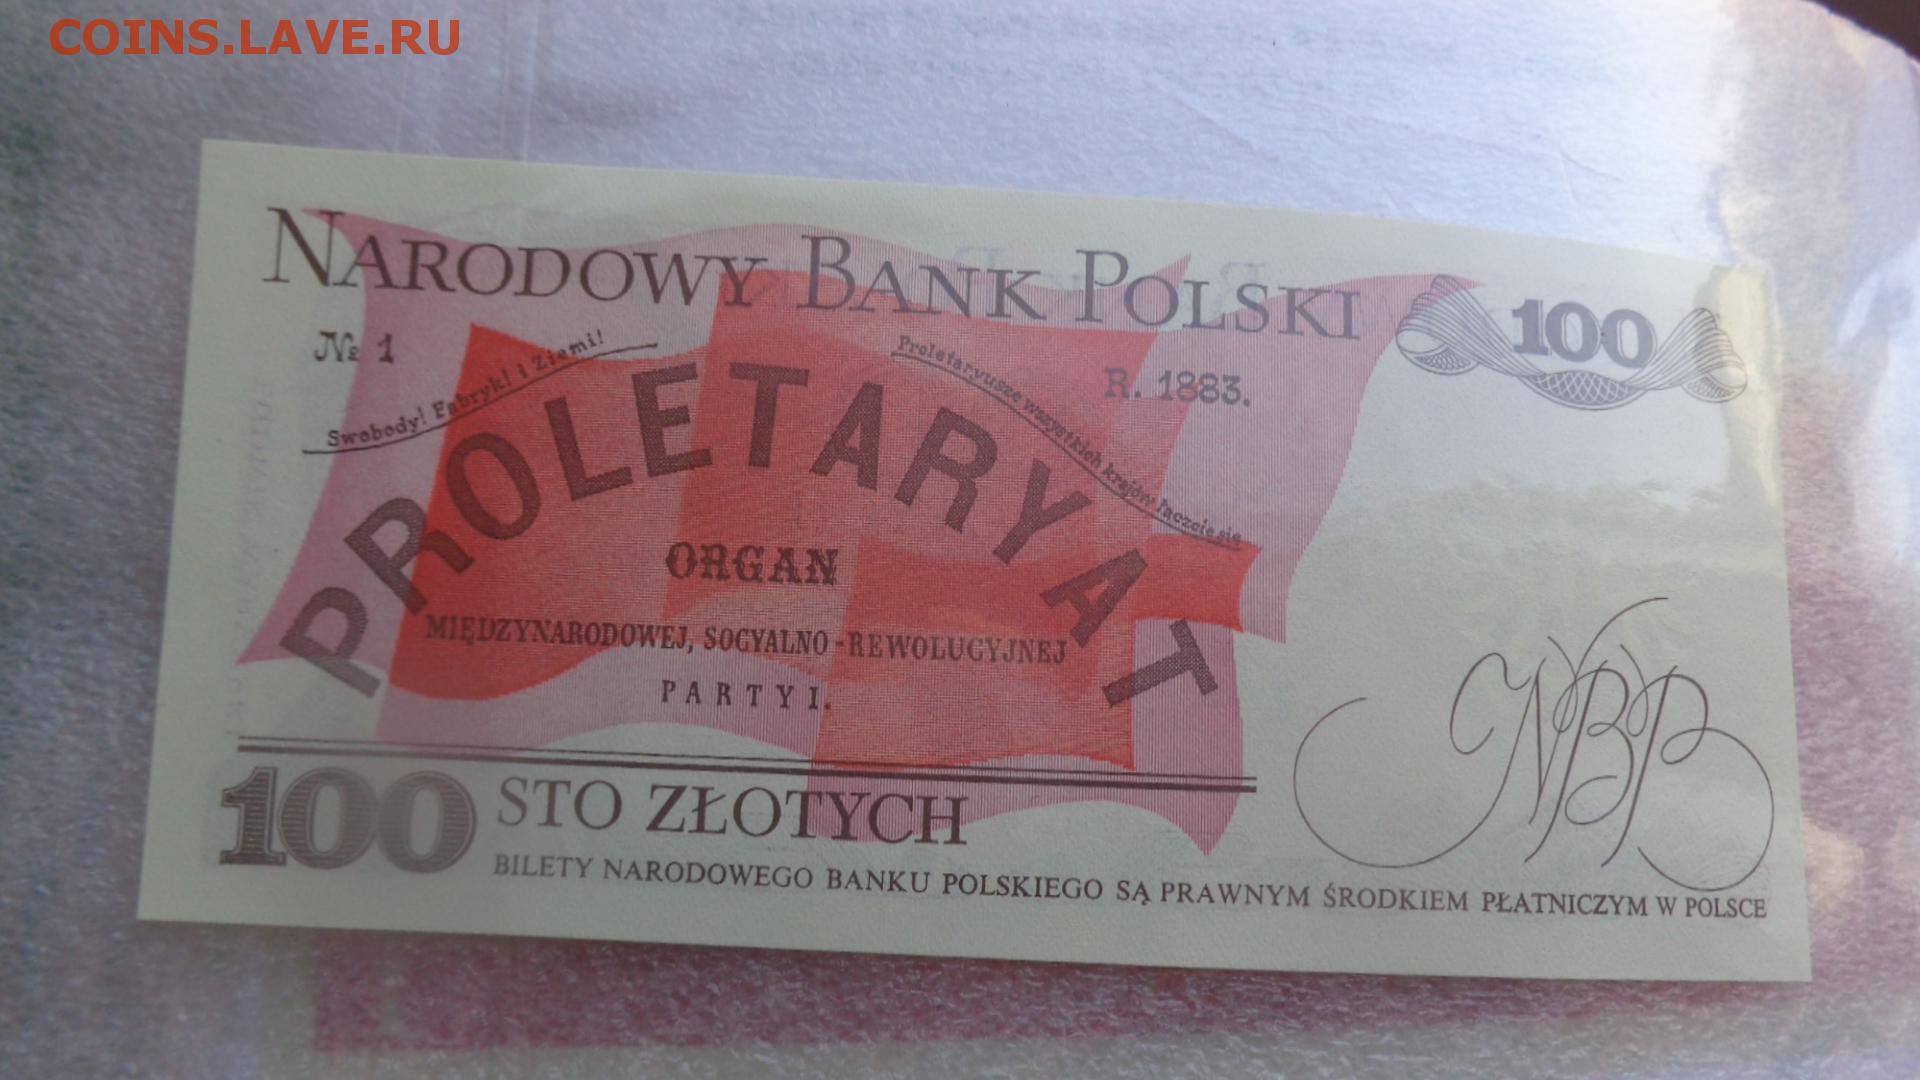 COINS.LAVE.RU
NARODOWY BANK POLSKI
100
№ 1
R. 1883.
Swobody! Fabryk! i Ziemi!
Proletaryusze wszystkich krajów łączcie się
PROLETARYAT
ORGAN
MIĘDZYNARODOWEJ, SOCYALNO-REWOLUCYJNEJ
PARTYI.
NBP
100 STO ZŁOTYCH
BILETY NARODOWEGO BANKU POLSKIEGO SĄ PRAWNYM ŚRODKIEM PŁATNICZYM W POLSCE